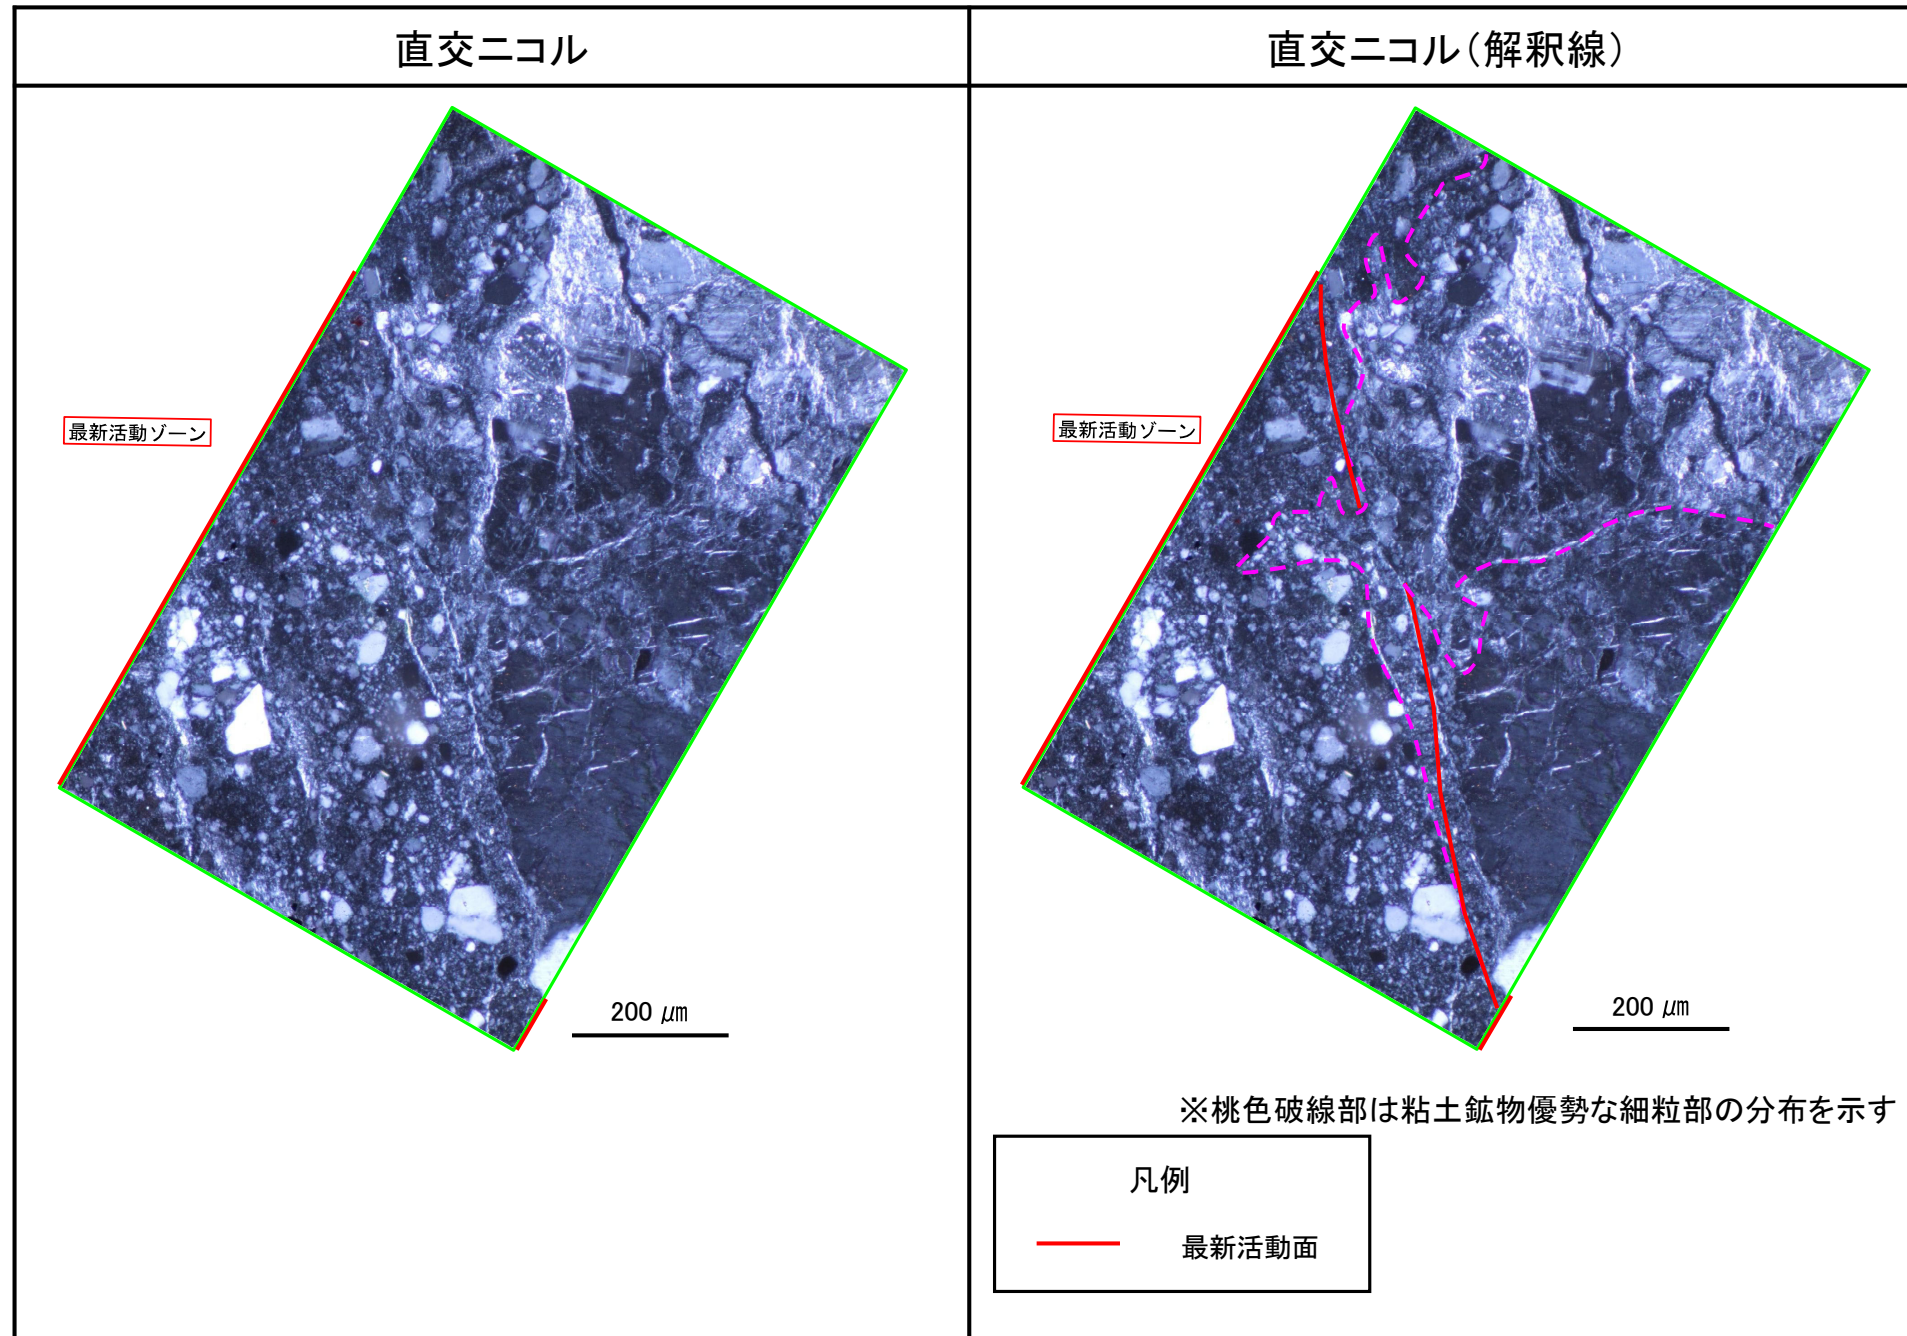 直交ニコル
直交ニコル(解釈線)
最新活動ゾーン
最新活動ゾーン
200 μm
200 μm
※桃色破線部は粘土鉱物優勢な細粒部の分布を示す
凡例
最新活動面